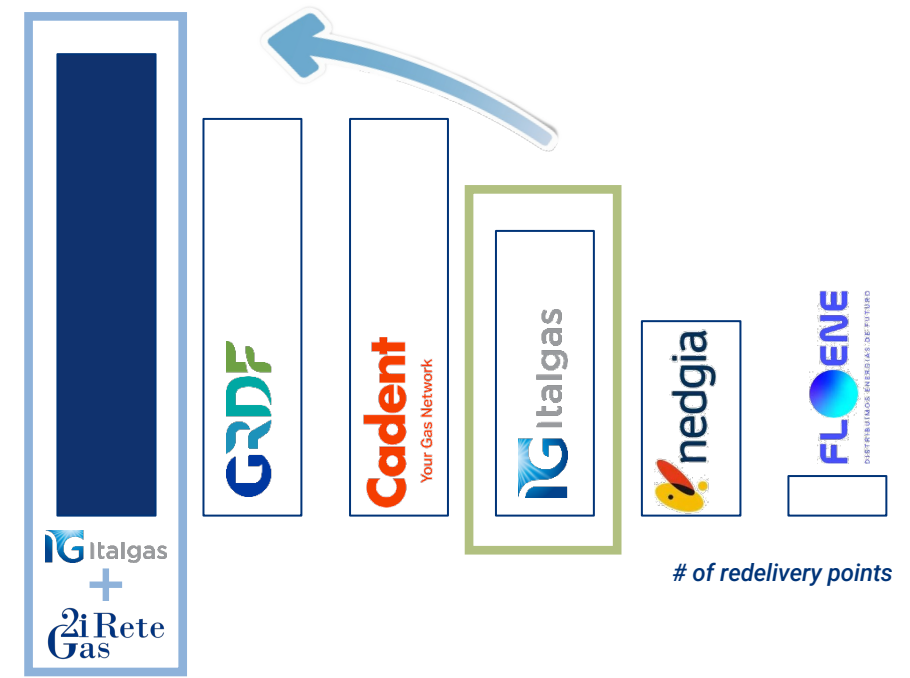 GRDF
Cadent
Your Gas Network
Italgas
nedgia
FLOENE
DISTRIBUÍMOS ENERGIAS DE FUTURO
# of redelivery points
IG Italgas
+
2i Rete
Gas